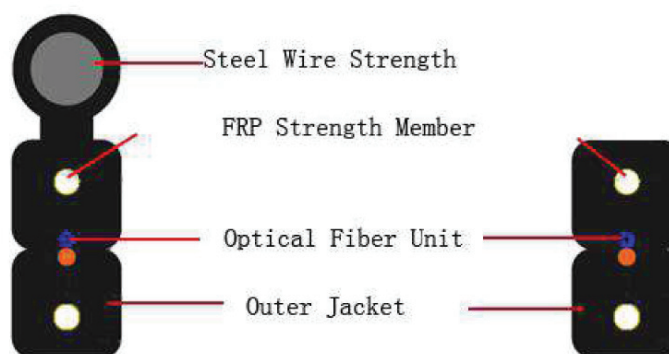 Steel Wire Strength
FRP Strength Member
Optical Fiber Unit
Outer Jacket